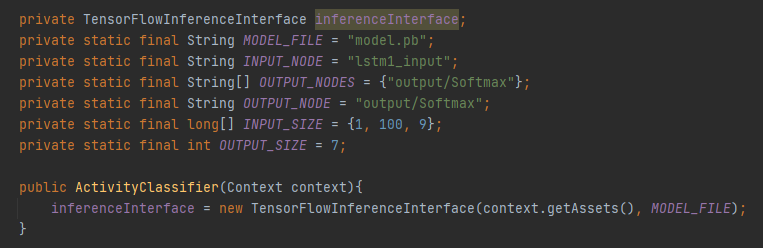 private TensorFlowInferenceInterface inferenceInterface;
private static final String MODEL_FILE = "model.pb";
private static final String INPUT_NODE = "lstm1_input";
private static final String[] OUTPUT_NODES = {"output/Softmax"};
private static final String OUTPUT_NODE = "output/Softmax";
private static final long[] INPUT_SIZE = {1, 100, 9};
private static final int OUTPUT_SIZE = 7;
public ActivityClassifier(Context context){
inferenceInterface = new TensorFlowInferenceInterface(context.getAssets(), MODEL_FILE);
}